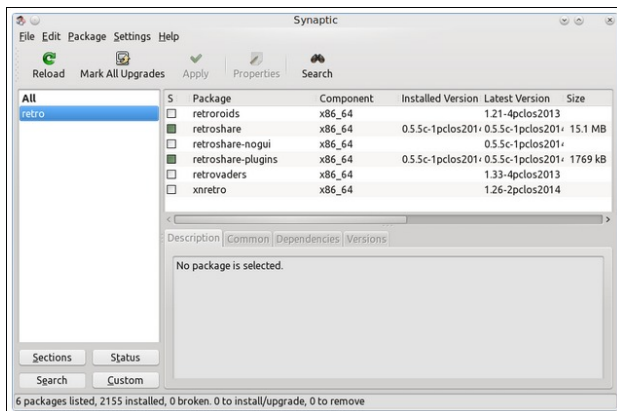 Synaptic
File Edit Package Settings Help
Reload Mark All Upgrades Apply Properties Search
All
retro
S Package Component Installed Version Latest Version Size
retroroids x86_64 1.21-4pclos2013
retroshare x86_64 0.5.5c-1pclos201 0.5.5c-1pclos201 15.1 MB
retroshare-nogui x86_64 0.5.5c-1pclos201
retroshare-plugins x86_64 0.5.5c-1pclos201 0.5.5c-1pclos201 1769 kB
retrovaders x86_64 1.33-4pclos2013
xnretro x86_64 1.26-2pclos2014
Description Common Dependencies Versions
No package is selected.
Sections Status
Search Custom
6 packages listed, 2155 installed, 0 broken. 0 to install/upgrade, 0 to remove